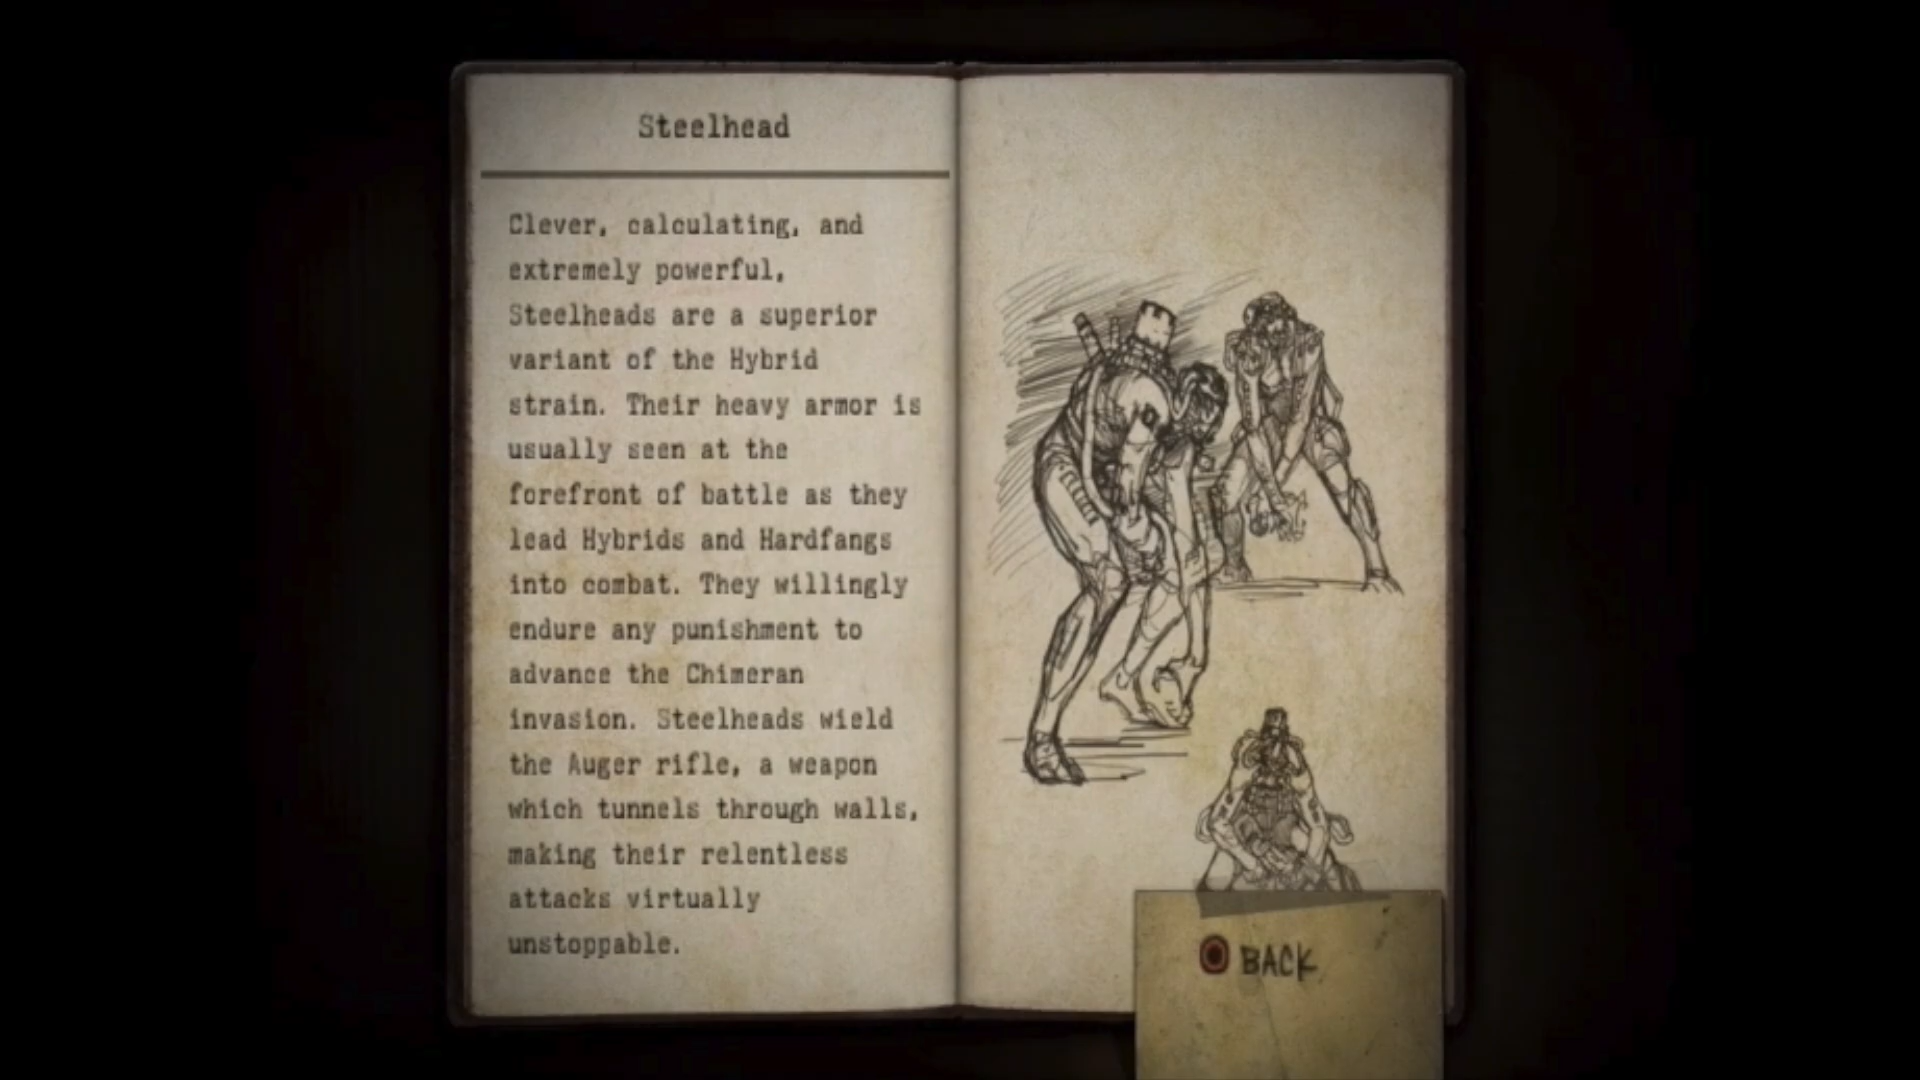 Steelhead
Clever, calculating, and
extremely powerful,
Steelheads are a superior
variant of the Hybrid
strain. Their heavy armor is
usually seen at the
forefront of battle as they
lead Hybrids and Hardfangs
into combat. They willingly
endure any punishment to
advance the Chimeran
invasion. Steelheads wield
the Auger rifle, a weapon
which tunnels through walls,
making their relentless
attacks virtually
unstoppable.
BACK